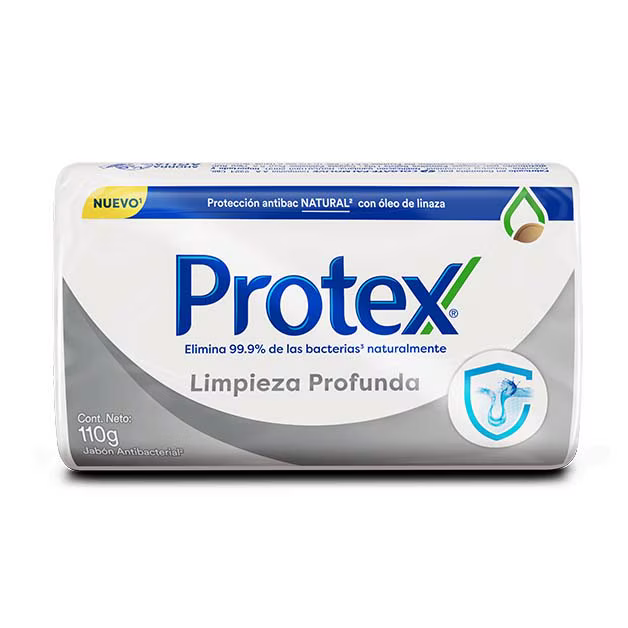 NUEVO¹
Protección antibac NATURAL² con óleo de linaza
Protex®
Elimina 99.9% de las bacterias³ naturalmente
Limpieza Profunda
Cont. Neto:
110g
Jabón Antibacterial²